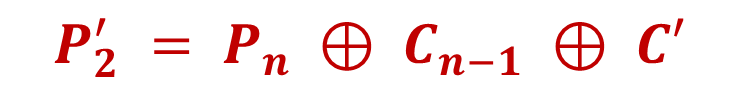 P′₂ = Pₙ ⊕ Cₙ₋₁ ⊕ C′